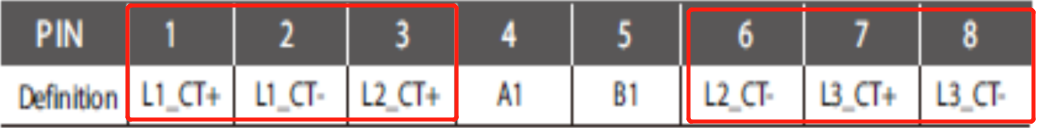 PIN 1 2 3 4 5 6 7 8
Definition L1_CT+ L1_CT- L2_CT+ A1 B1 L2_CT- L3_CT+ L3_CT-